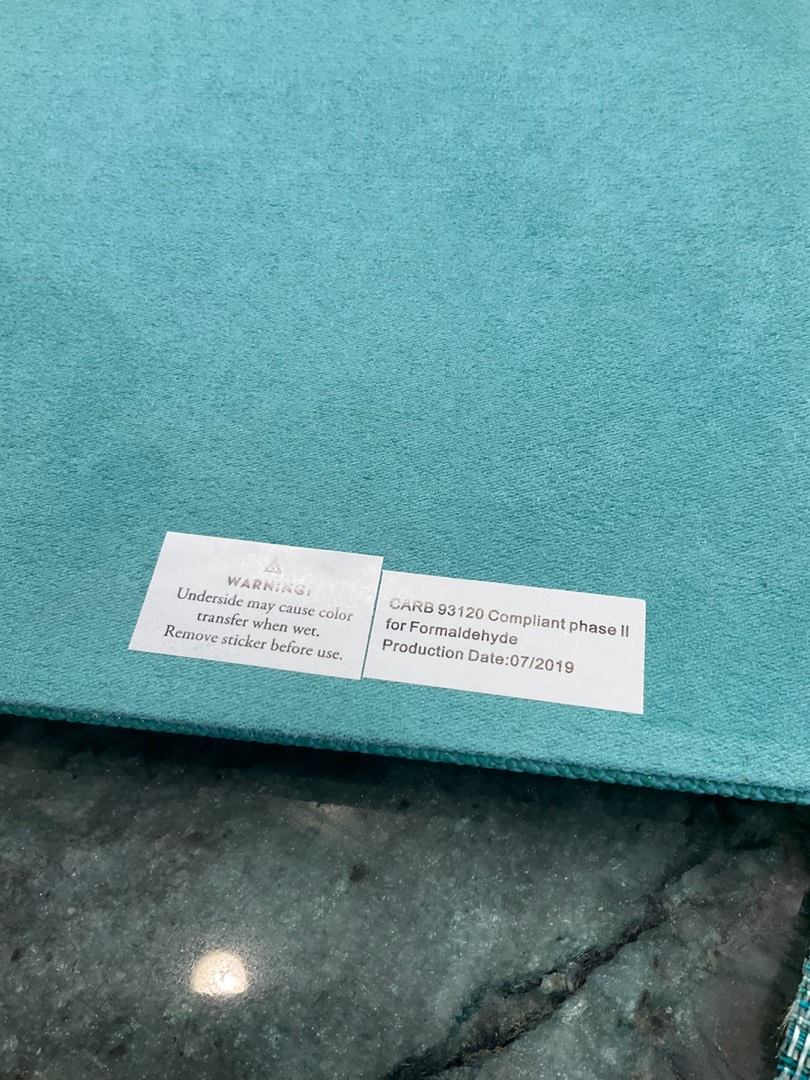 WARNING!
Underside may cause color
transfer when wet.
Remove sticker before use.
CARB 93120 Compliant phase II
for Formaldehyde
Production Date:07/2019